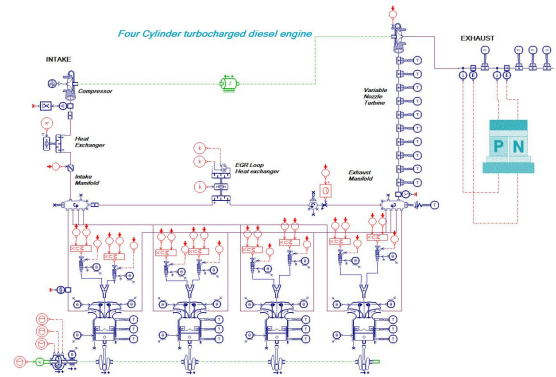 Four Cylinder turbocharged diesel engine
EXHAUST
INTAKE
Compressor
Variable
Nozzle
Turbine
P N
Heat
Exchanger
EGR Loop
Heat exchanger
Intake
Manifold
Exhaust
Manifold